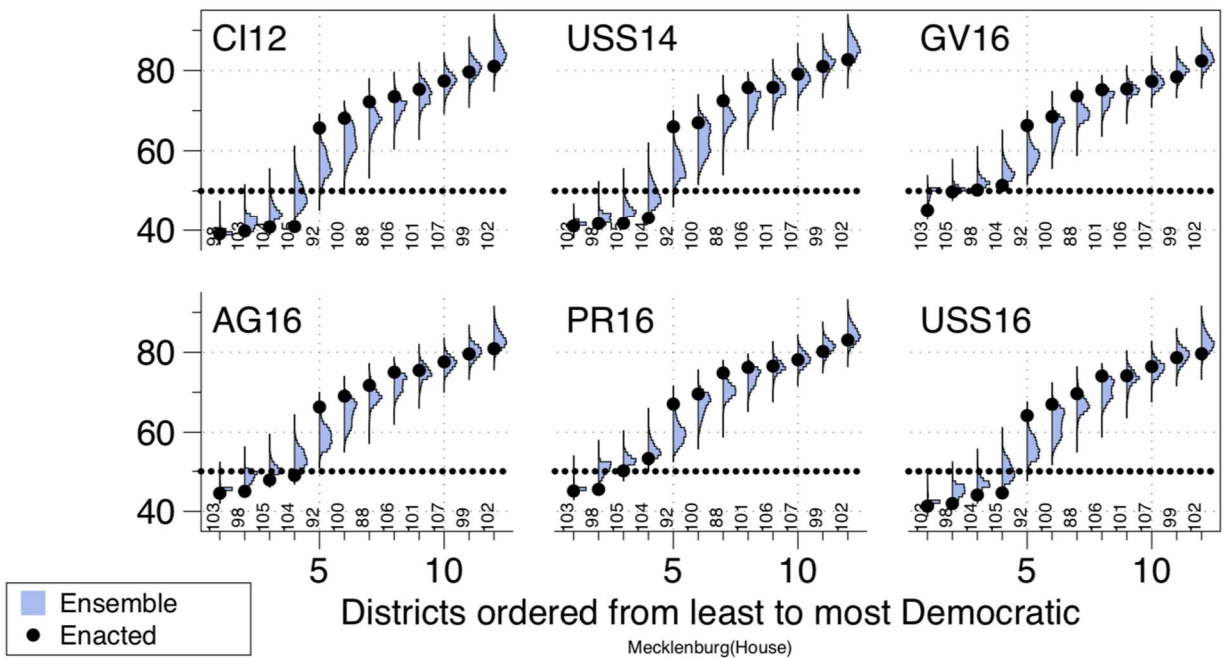 CI12 USS14 GV16
80
60
40
92 100 88 106 101 107 99 102
98 104 92 100 88 106 101 107 99 102
103 105 98 104 92 100 88 101 106 107 99 102
AG16 PR16 USS16
80
60
40
103 98 105 104 92 100 88 106 101 107 99 102
103 98 105 104 92 100 88 101 106 107 99 102
98 104 105 92 100 88 106 101 107 99 102
5 10 5 10 5 10
Ensemble
Enacted
Districts ordered from least to most Democratic
Mecklenburg(House)